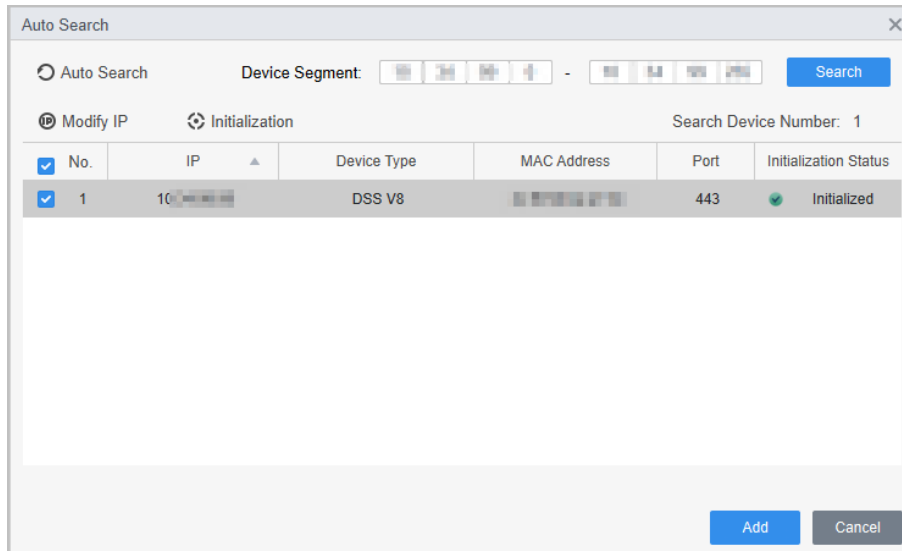 Auto Search
Auto Search Device Segment: - Search
Modify IP Initialization Search Device Number: 1
No. IP Device Type MAC Address Port Initialization Status
1 10 DSS V8 443 Initialized
Add Cancel